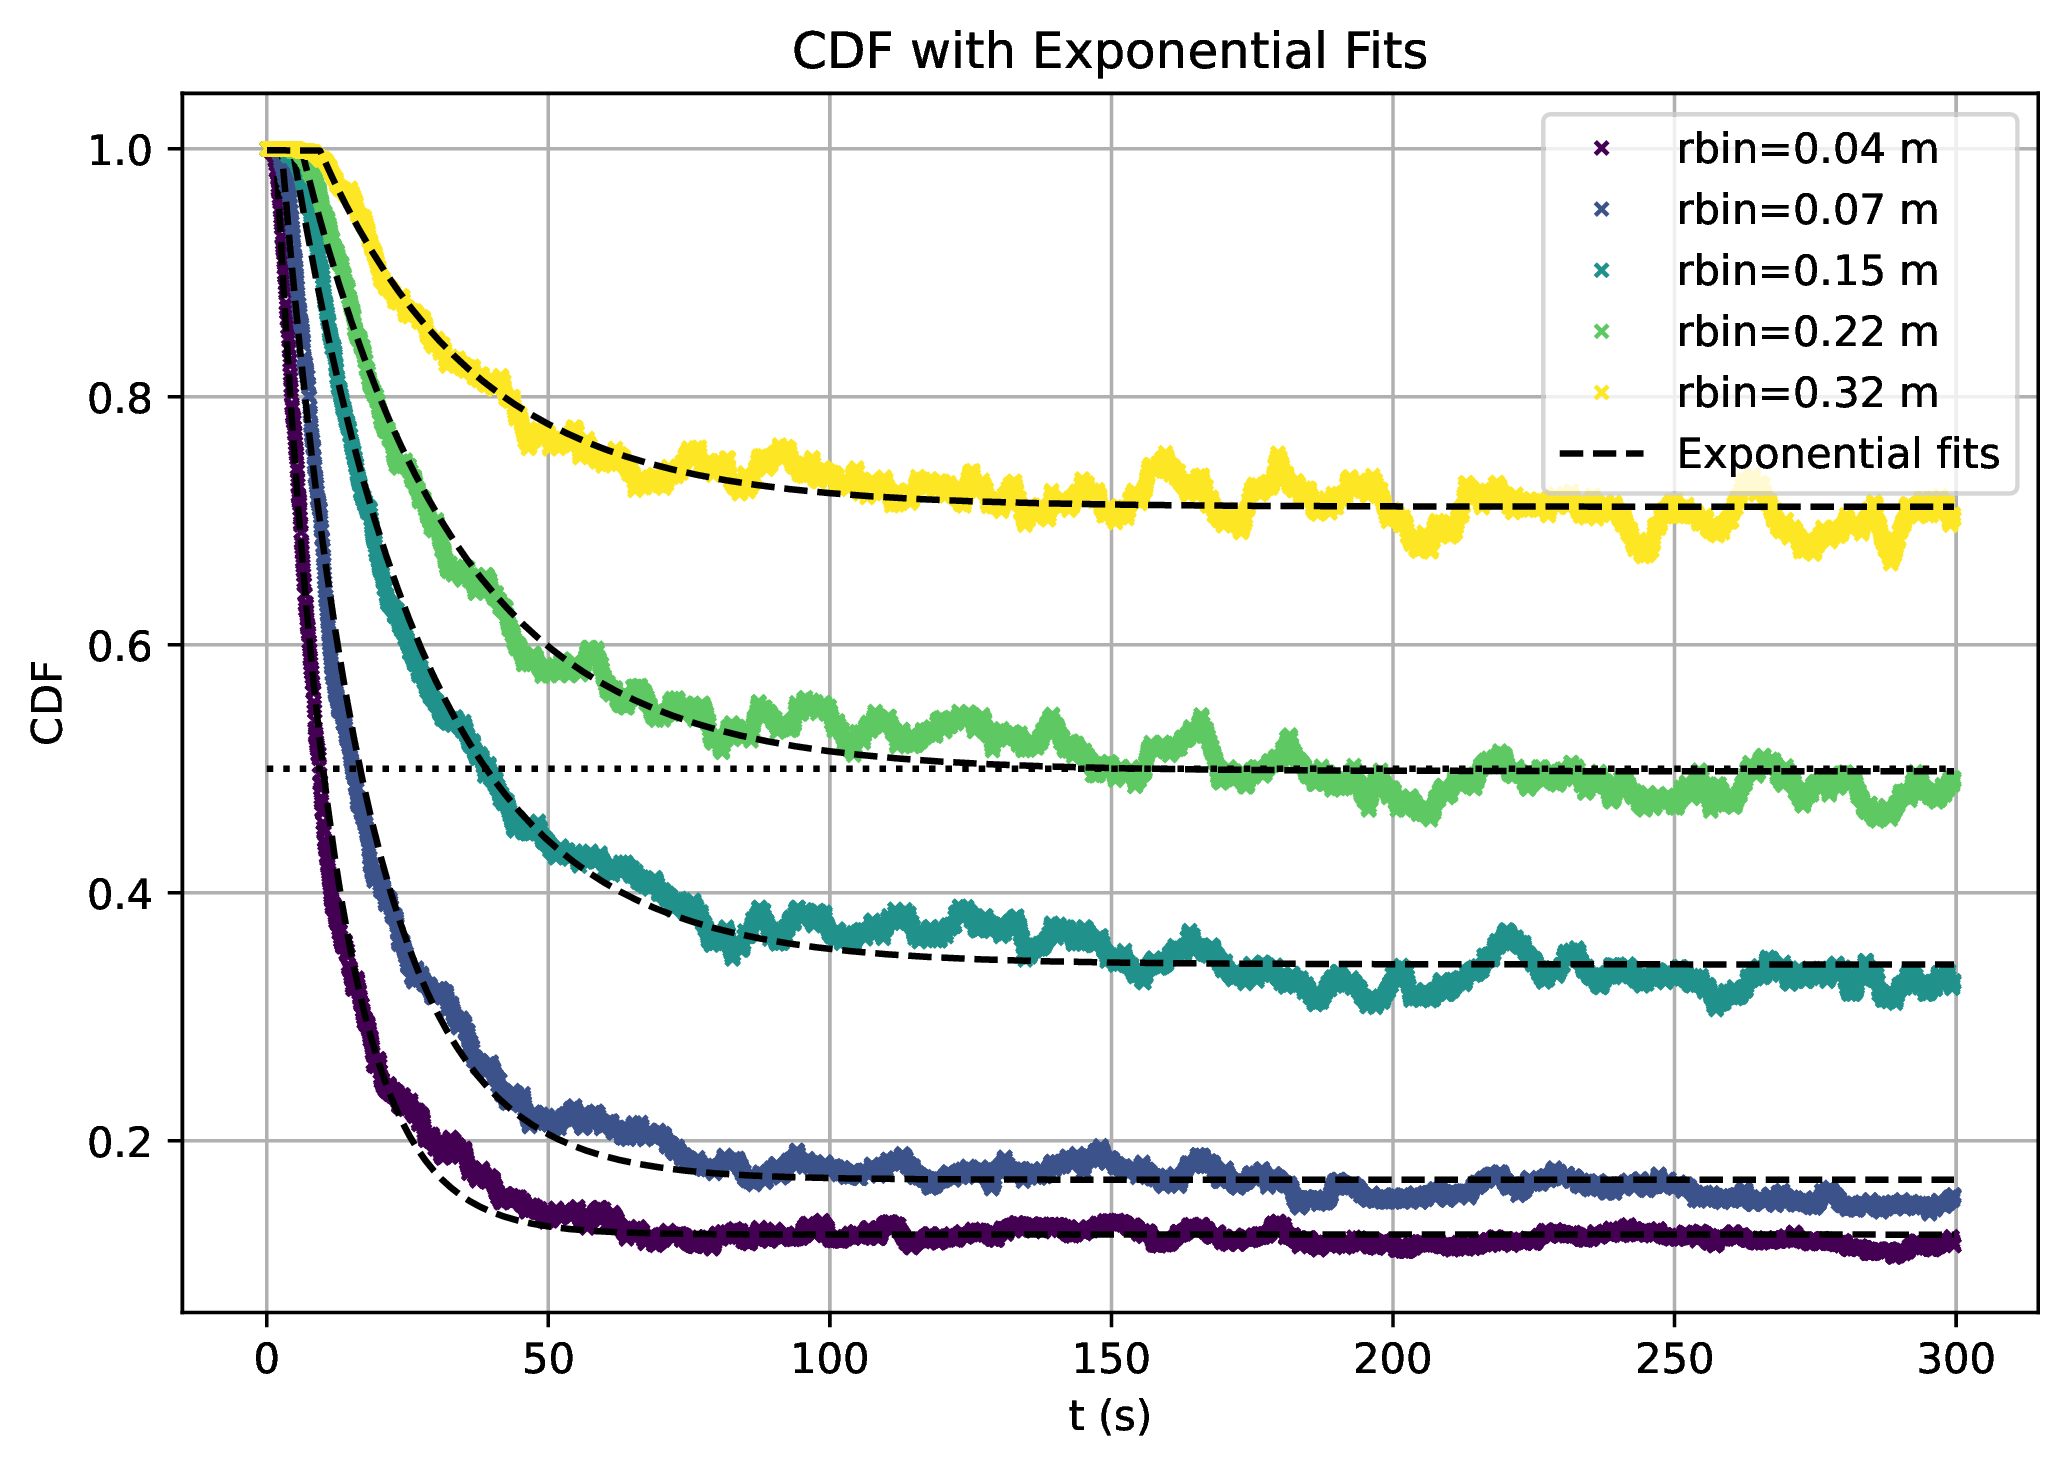 CDF with Exponential Fits
rbin=0.04 m
rbin=0.07 m
rbin=0.15 m
rbin=0.22 m
rbin=0.32 m
Exponential fits
CDF
1.0
0.8
0.6
0.4
0.2
0 50 100 150 200 250 300
t (s)